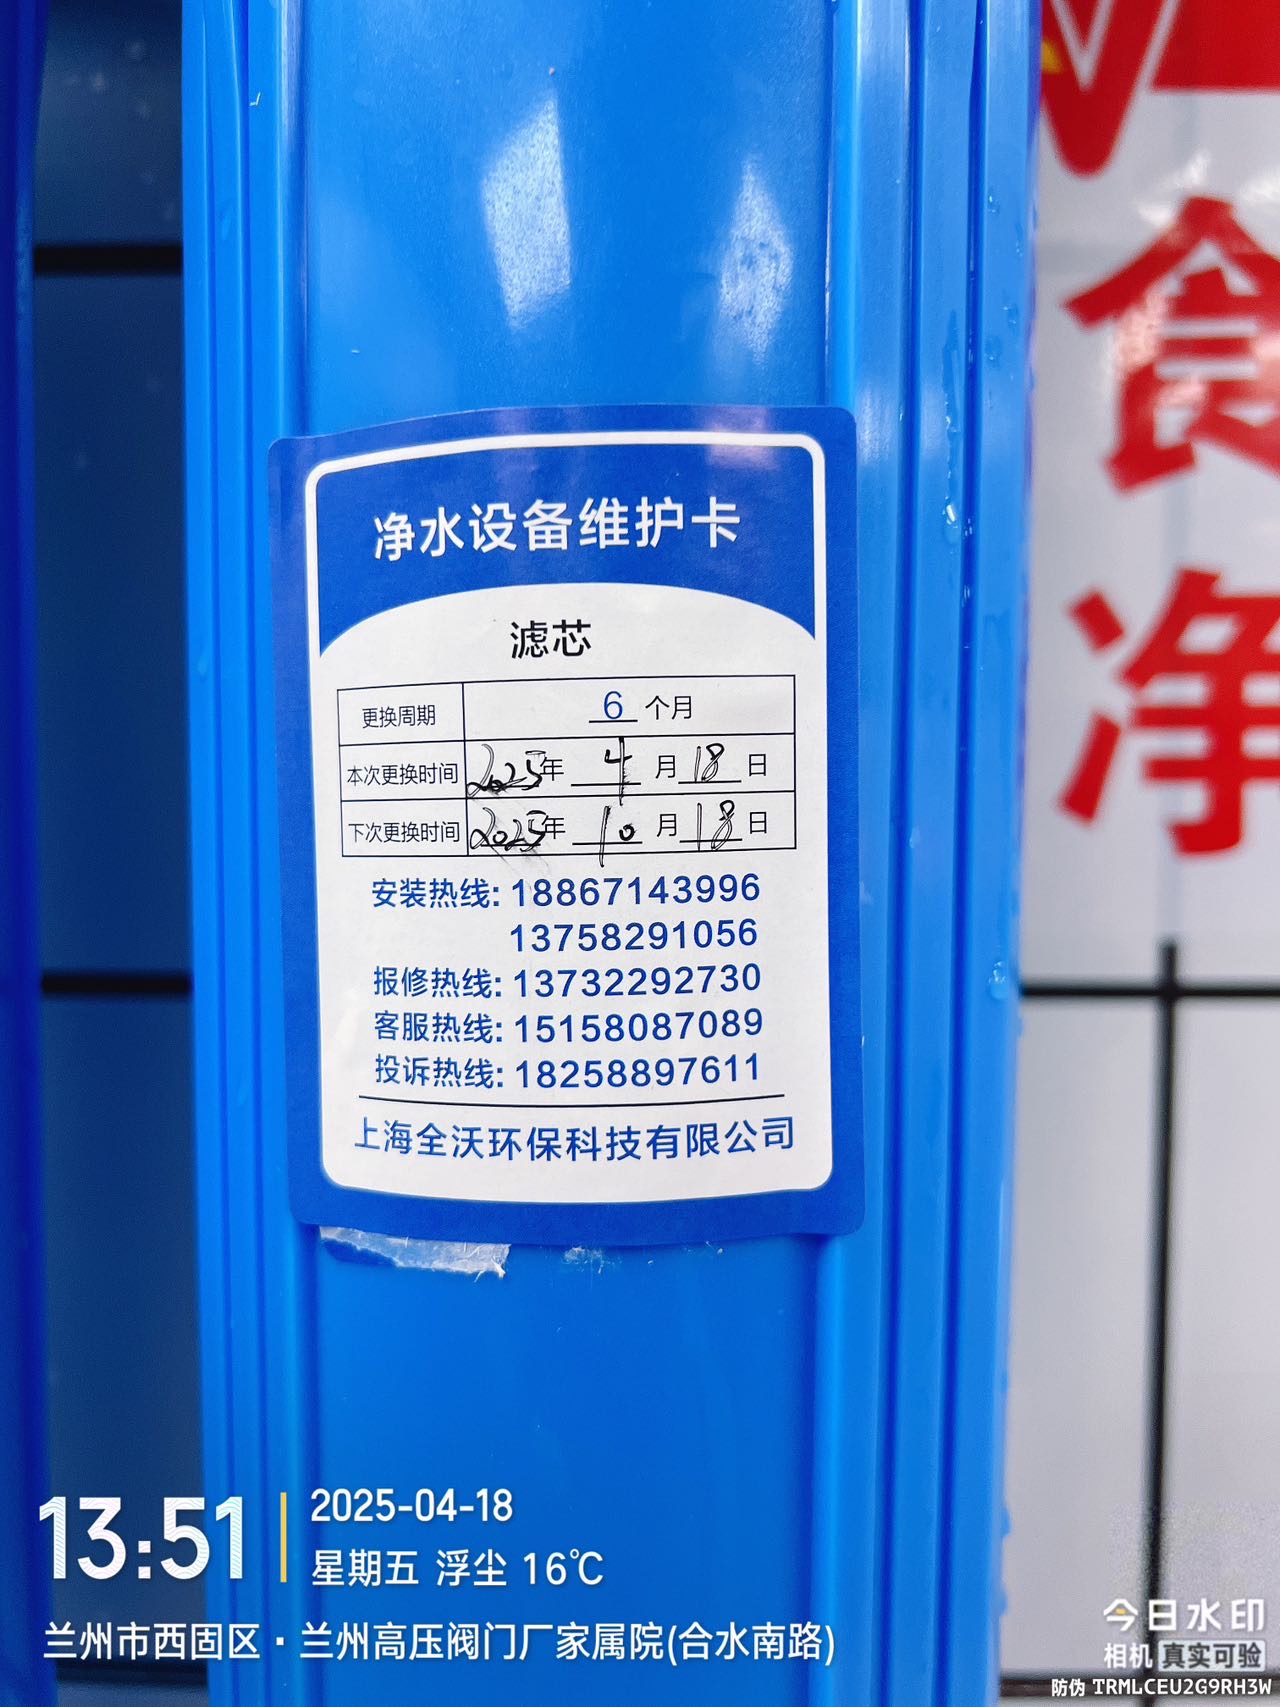 食
净
净水设备维护卡
滤芯
更换周期 6 个月
本次更换时间 2025年 4 月 18 日
下次更换时间 2025年 10 月 18 日
安装热线: 18867143996
13758291056
报修热线: 13732292730
客服热线: 15158087089
投诉热线: 18258897611
上海全沃环保科技有限公司
13:51
2025-04-18
星期五 浮尘 16℃
兰州市西固区·兰州高压阀门厂家属院(合水南路)
今日水印
相机 真实可验
防伪 TRMLCEU2G9RH3W